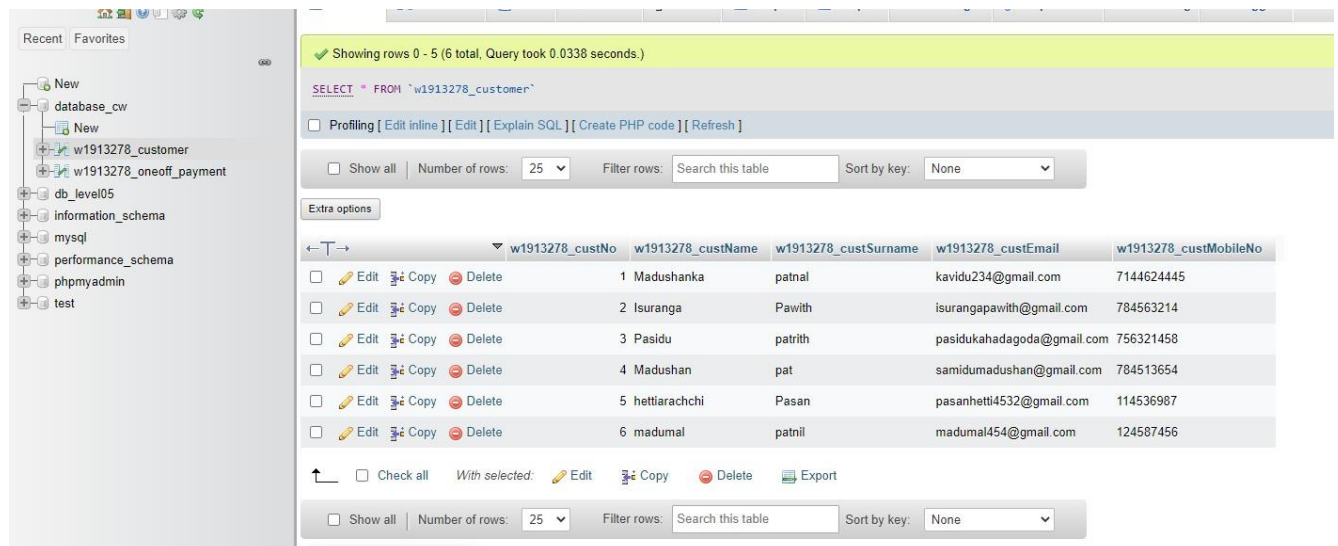 Recent Favorites
New
database_cw
New
w1913278_customer
w1913278_oneoff_payment
db_level05
information_schema
mysql
performance_schema
phpmyadmin
test
Showing rows 0 - 5 (6 total, Query took 0.0338 seconds.)
SELECT * FROM `w1913278_customer`
Profiling [ Edit inline ] [ Edit ] [ Explain SQL ] [ Create PHP code ] [ Refresh ]
Show all | Number of rows: 25 Filter rows: Search this table Sort by key: None
Extra options
w1913278_custNo w1913278_custName w1913278_custSurname w1913278_custEmail w1913278_custMobileNo
Edit Copy Delete 1 Madushanka patnal kavidu234@gmail.com 7144624445
Edit Copy Delete 2 Isuranga Pawith isurangapawith@gmail.com 784563214
Edit Copy Delete 3 Pasidu patrith pasidukahadagoda@gmail.com 756321458
Edit Copy Delete 4 Madushan pat samidumadushan@gmail.com 784513654
Edit Copy Delete 5 hettiarachchi Pasan pasanhetti4532@gmail.com 114536987
Edit Copy Delete 6 madumal patnil madumal454@gmail.com 124587456
Check all With selected: Edit Copy Delete Export
Show all | Number of rows: 25 Filter rows: Search this table Sort by key: None